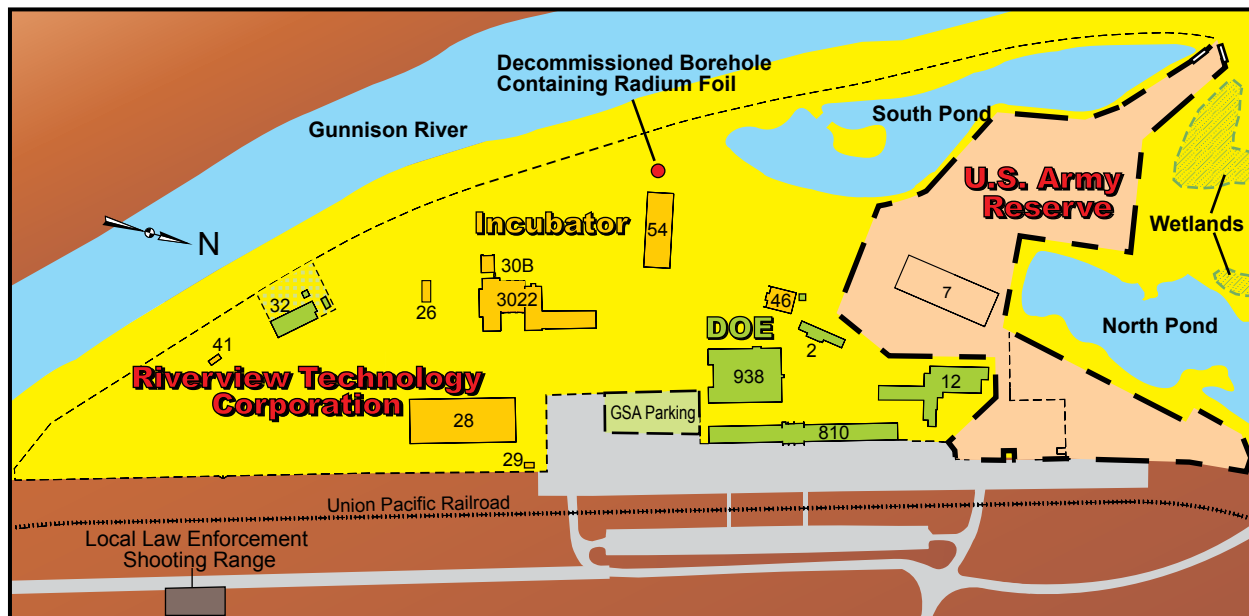 Decommissioned Borehole
Containing Radium Foil
Gunnison River
South Pond
U.S. Army
Reserve
Wetlands
N
Incubator
54
30B
3022
26
32
41
46
7
North Pond
DOE
2
938
12
Riverview Technology
Corporation
28
GSA Parking
810
29
Union Pacific Railroad
Local Law Enforcement
Shooting Range